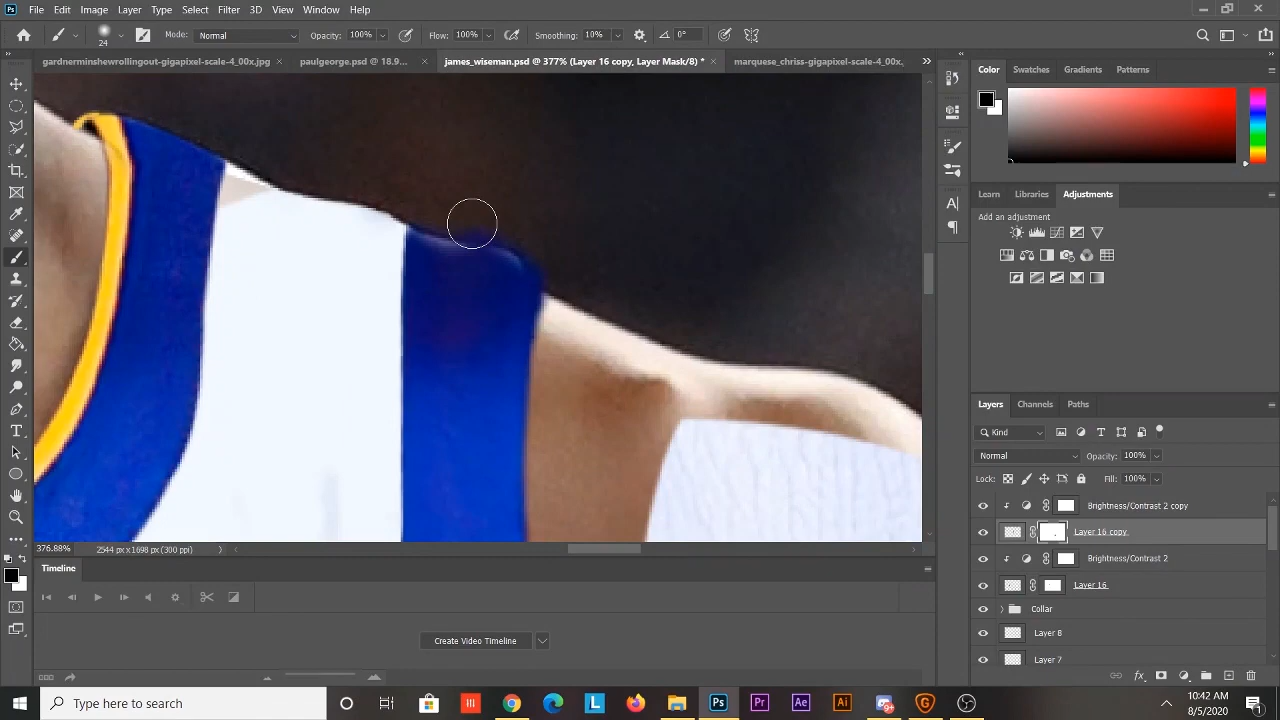 Ps File Edit Image Layer Type Select Filter 3D View Window Help
24 Mode: Normal Opacity: 100% Flow: 100% Smoothing: 10% 0°
gardnerminshewrollingout-gigapixel-scale-4_00x.jpg × paulgeorge.psd @ 18.9... × james_wiseman.psd @ 377% (Layer 16 copy, Layer Mask/8) * × marquese_chriss-gigapixel-scale-4_00x.
Color Swatches Gradients Patterns
Learn Libraries Adjustments
Add an adjustment
Layers Channels Paths
Kind
Normal Opacity: 100%
Lock: Fill: 100%
Brightness/Contrast 2 copy
Layer 16 copy
Brightness/Contrast 2
Layer 16
Collar
Layer 8
Layer 7
376.88% 2544 px x 1698 px (300 ppi)
Timeline
Create Video Timeline
Type here to search
L Ps Pr Ae Ai G
10:42 AM
8/5/2020